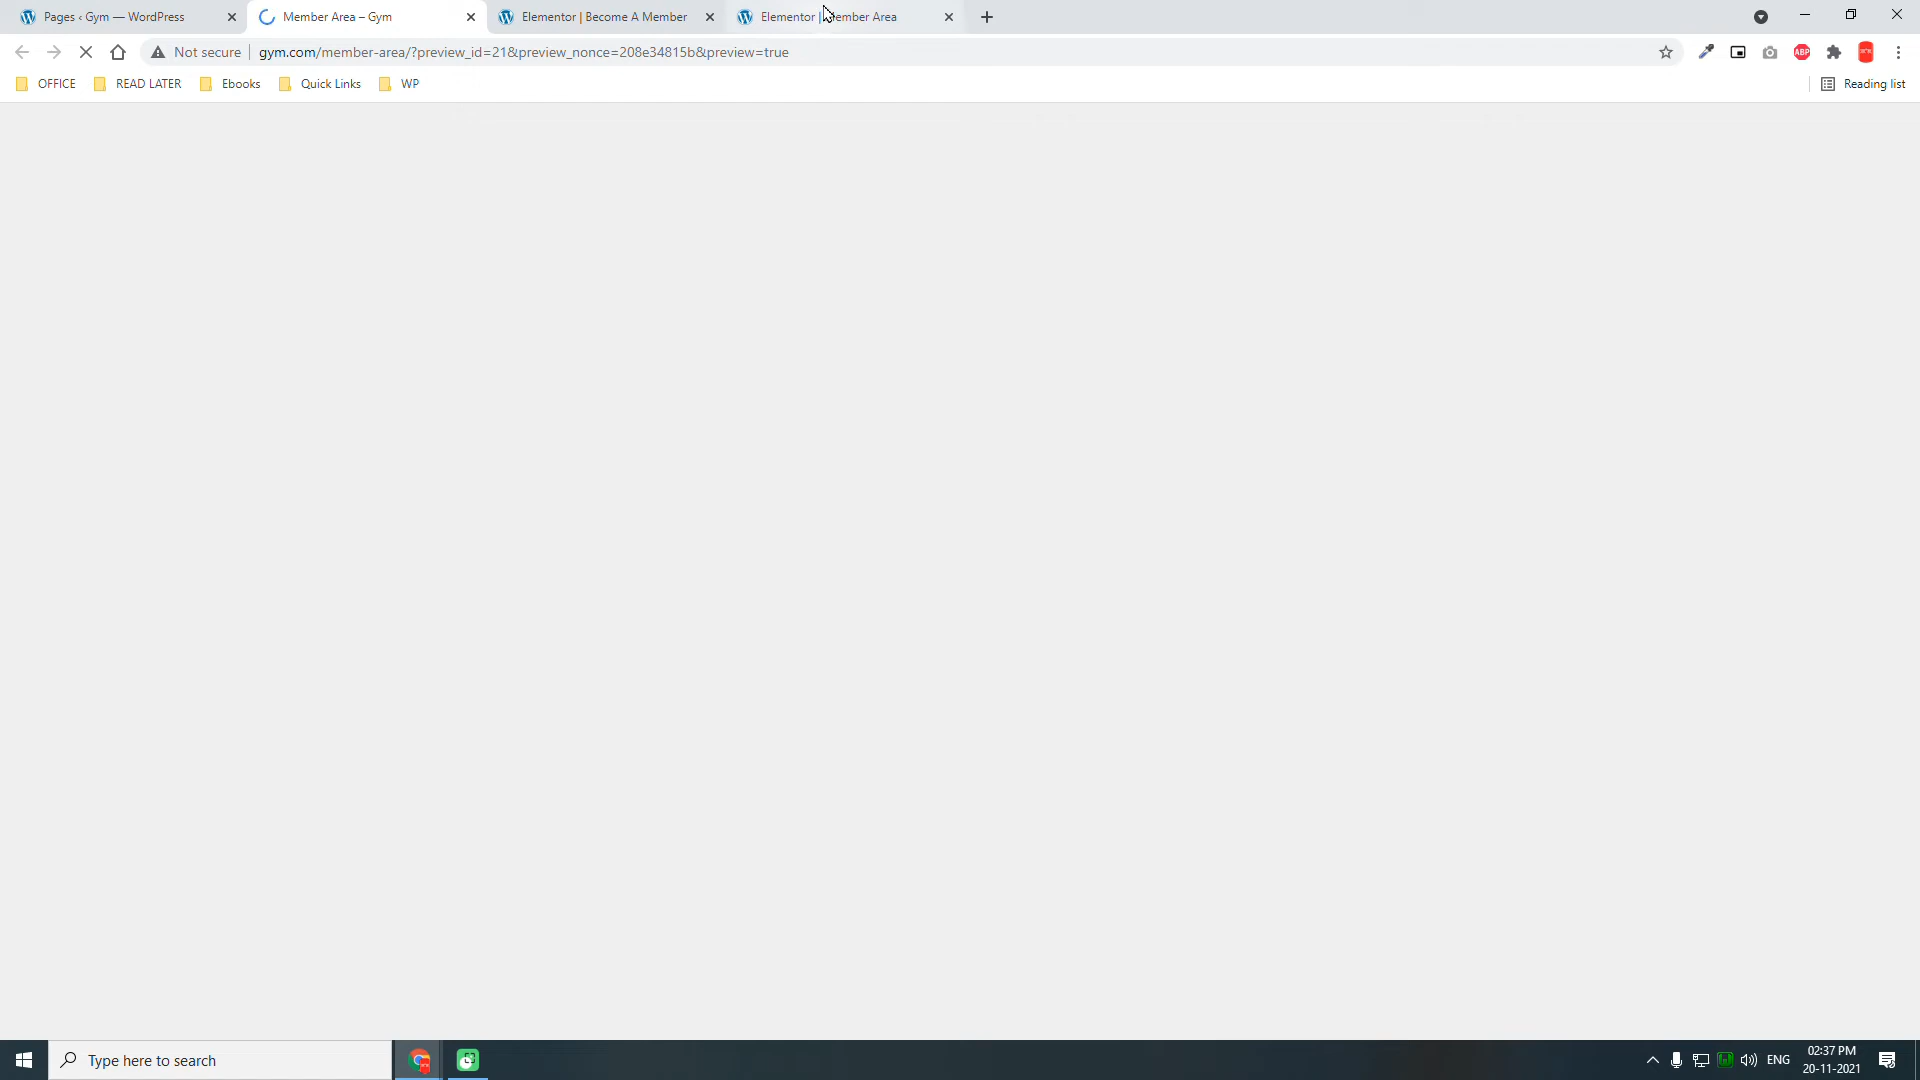 Pages ‹ Gym — WordPress
Member Area – Gym
Elementor | Become A Member
Elementor | Member Area
Not secure
gym.com/member-area/?preview_id=21&preview_nonce=208e34815b&preview=true
ABP
OFFICE
READ LATER
Ebooks
Quick Links
WP
Reading list
Type here to search
ENG
02:37 PM
20-11-2021